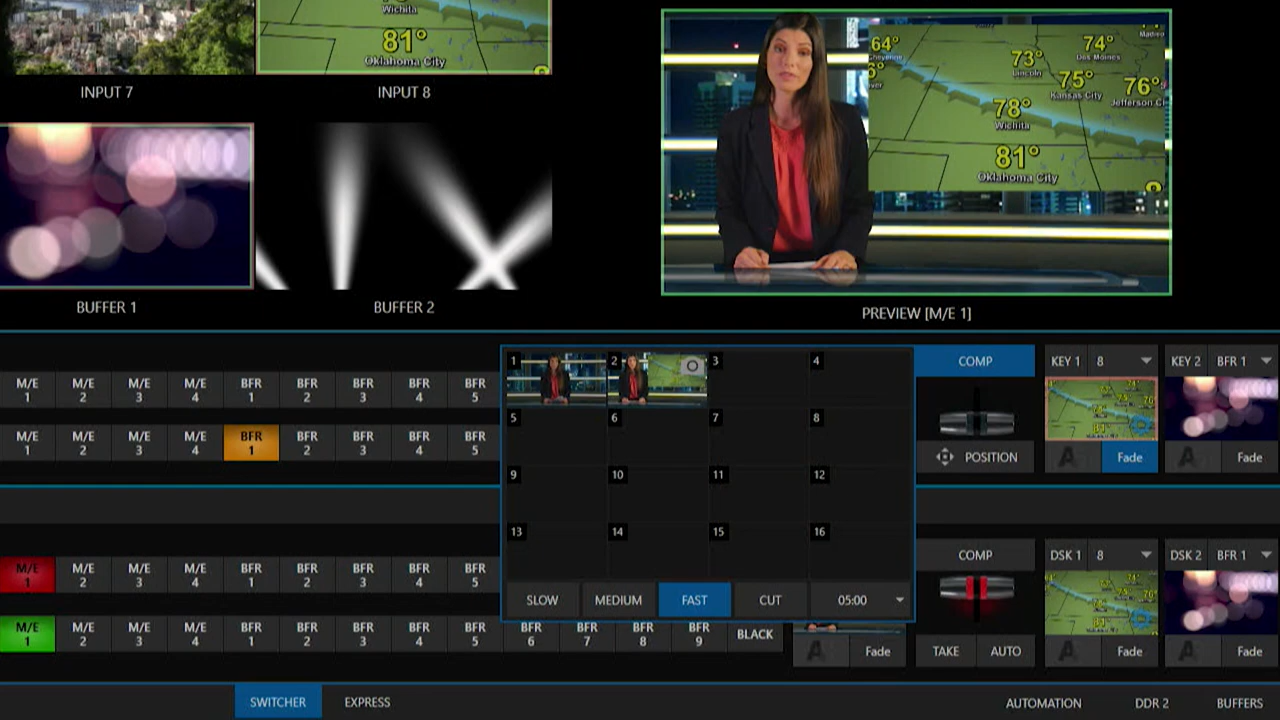 Wichita
81°
Oklahoma City
INPUT 7
INPUT 8
BUFFER 1
BUFFER 2
64°
Cheyenne
73°
Lincoln
74°
Des Moines
75°
Kansas City
76°
Jefferson Ci
78°
Wichita
81°
Oklahoma City
PREVIEW [M/E 1]
M/E 1 M/E 2 M/E 3 M/E 4 BFR 1 BFR 2 BFR 3 BFR 4 BFR 5
M/E 1 M/E 2 M/E 3 M/E 4 BFR 1 BFR 2 BFR 3 BFR 4 BFR 5
1 2 3 4
5 6 7 8
9 10 11 12
13 14 15 16
SLOW MEDIUM FAST CUT 05:00
COMP
POSITION
KEY 1 8
A Fade
KEY 2 BFR 1
A Fade
M/E 1 M/E 2 M/E 3 M/E 4 BFR 1 BFR 2 BFR 3 BFR 4 BFR 5
M/E 1 M/E 2 M/E 3 M/E 4 BFR 1 BFR 2 BFR 3 BFR 4 BFR 5 BFR 6 BFR 7 BFR 8 BFR 9 BLACK
A Fade
COMP
TAKE AUTO
DSK 1 8
A Fade
DSK 2 BFR 1
A Fade
SWITCHER EXPRESS
AUTOMATION DDR 2 BUFFERS